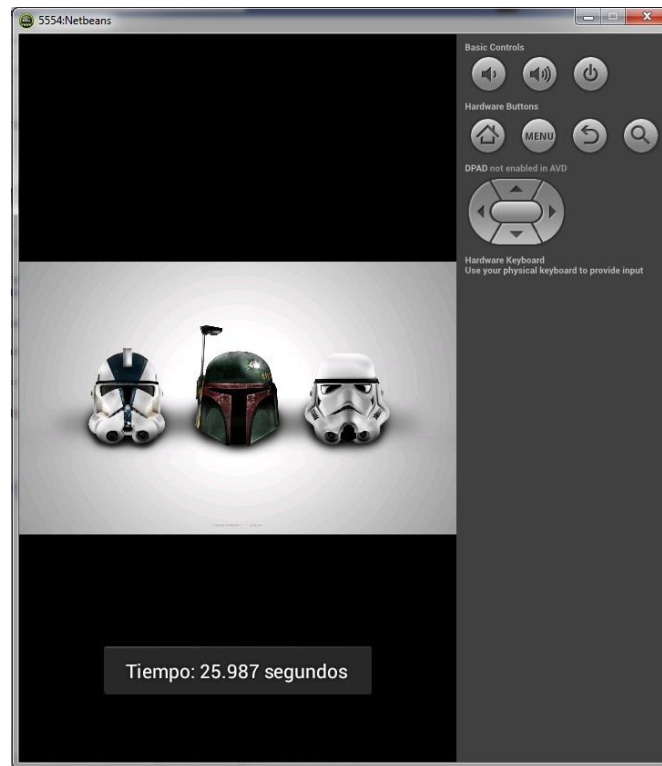 5554:Netbeans
Basic Controls
Hardware Buttons
MENU
DPAD not enabled in AVD
Hardware Keyboard
Use your physical keyboard to provide input
Tiempo: 25.987 segundos